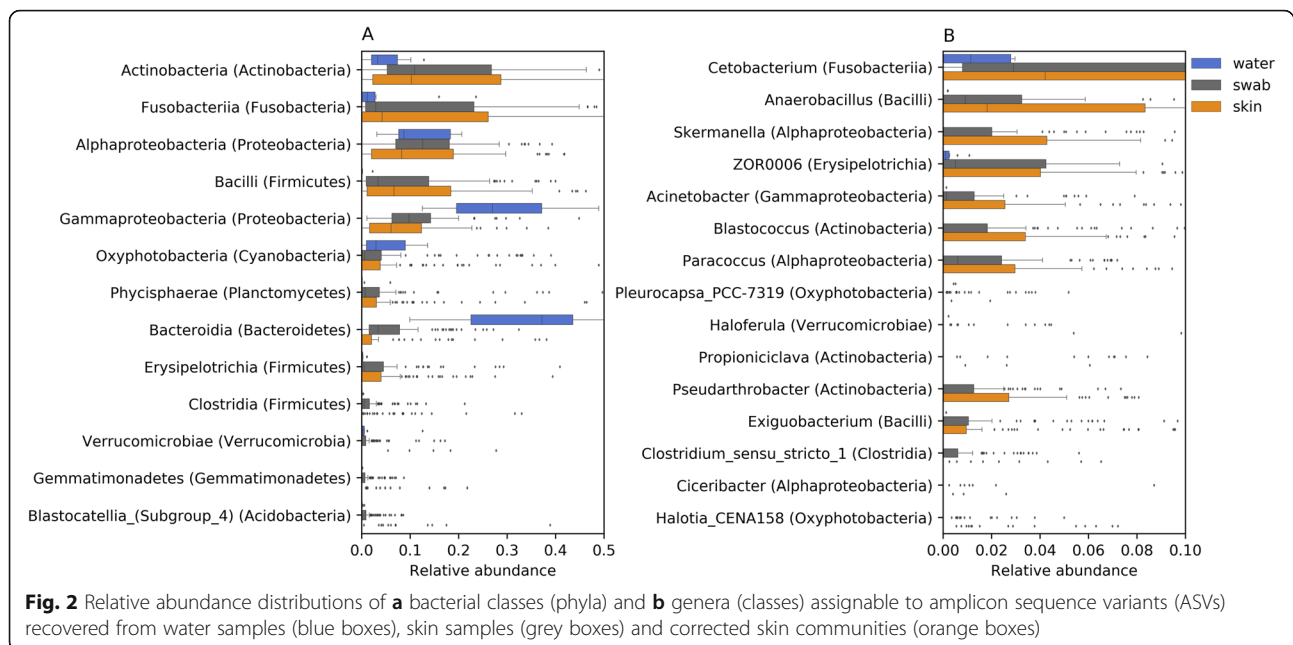 A
Actinobacteria (Actinobacteria)
Fusobacteriia (Fusobacteria)
Alphaproteobacteria (Proteobacteria)
Bacilli (Firmicutes)
Gammaproteobacteria (Proteobacteria)
Oxyphotobacteria (Cyanobacteria)
Phycisphaerae (Planctomycetes)
Bacteroidia (Bacteroidetes)
Erysipelotrichia (Firmicutes)
Clostridia (Firmicutes)
Verrucomicrobiae (Verrucomicrobia)
Gemmatimonadetes (Gemmatimonadetes)
Blastocatellia_(Subgroup_4) (Acidobacteria)
0.0 0.1 0.2 0.3 0.4 0.5
Relative abundance
B
Cetobacterium (Fusobacteriia)
Anaerobacillus (Bacilli)
Skermanella (Alphaproteobacteria)
ZOR0006 (Erysipelotrichia)
Acinetobacter (Gammaproteobacteria)
Blastococcus (Actinobacteria)
Paracoccus (Alphaproteobacteria)
Pleurocapsa_PCC-7319 (Oxyphotobacteria)
Haloferula (Verrucomicrobiae)
Propioniciclava (Actinobacteria)
Pseudarthrobacter (Actinobacteria)
Exiguobacterium (Bacilli)
Clostridium_sensu_stricto_1 (Clostridia)
Ciceribacter (Alphaproteobacteria)
Halotia_CENA158 (Oxyphotobacteria)
0.00 0.02 0.04 0.06 0.08 0.10
Relative abundance
water
swab
skin
Fig. 2 Relative abundance distributions of a bacterial classes (phyla) and b genera (classes) assignable to amplicon sequence variants (ASVs)
recovered from water samples (blue boxes), skin samples (grey boxes) and corrected skin communities (orange boxes)